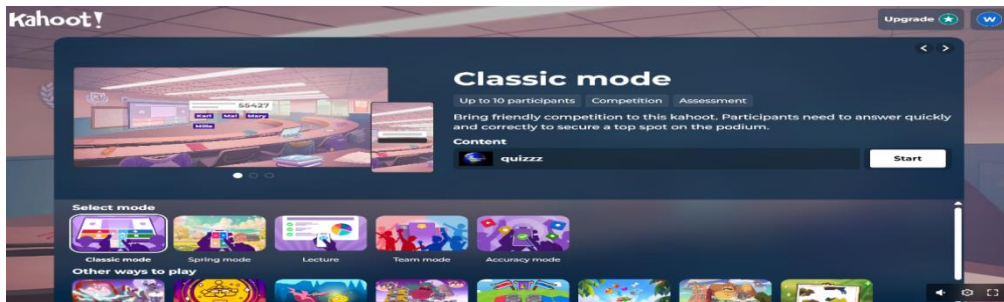 Kahoot!
Upgrade
W
Classic mode
Up to 10 participants Competition Assessment
Bring friendly competition to this kahoot. Participants need to answer quickly
and correctly to secure a top spot on the podium.
Content
quizzz
Start
55427
Karl Mai Mary
Mille
Select mode
Classic mode Spring mode Lecture Team mode Accuracy mode
Other ways to play